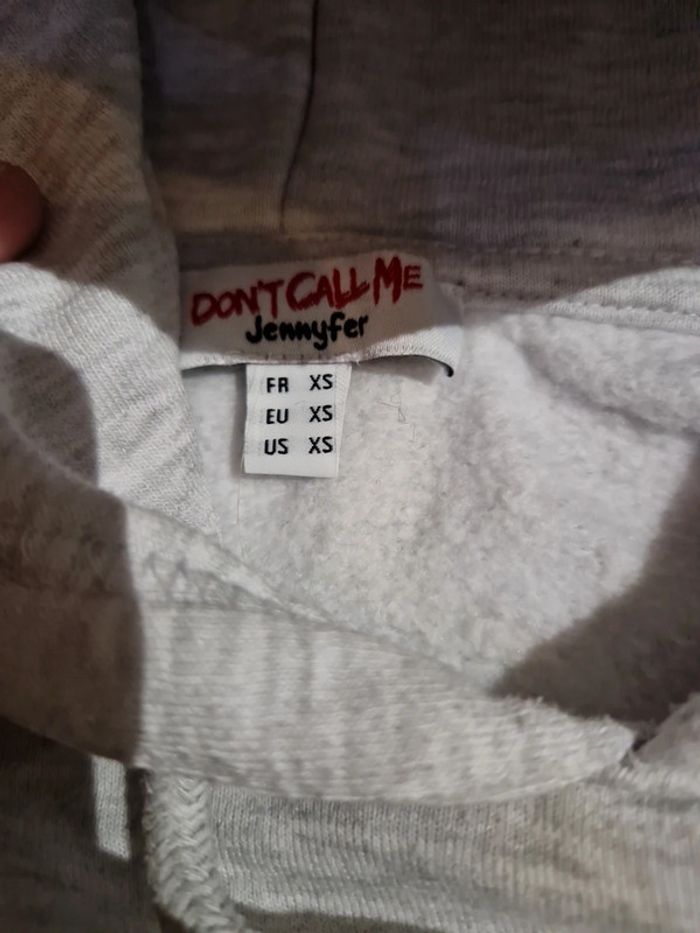 DON'T CALL ME
Jennyfer
FR XS
EU XS
US XS